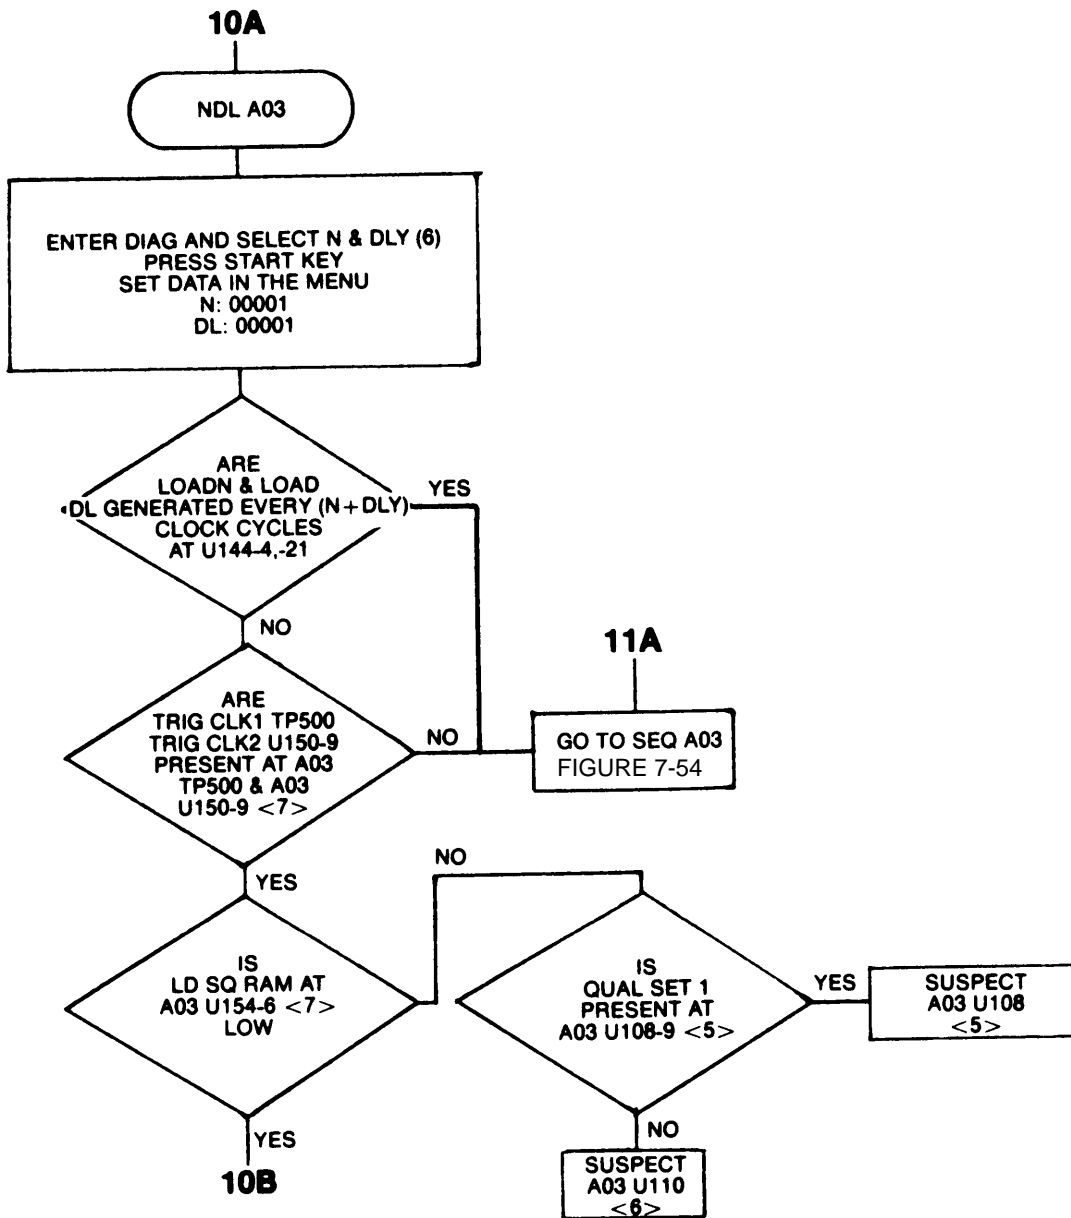 10A
NDL A03
ENTER DIAG AND SELECT N & DLY (6)
PRESS START KEY
SET DATA IN THE MENU
N: 00001
DL: 00001
ARE
LOADN & LOAD
DL GENERATED EVERY (N + DLY)
CLOCK CYCLES
AT U144-4,-21
YES
NO
ARE
TRIG CLK1 TP500
TRIG CLK2 U150-9
PRESENT AT A03
TP500 & A03
U150-9 <7>
NO
11A
GO TO SEQ A03
FIGURE 7-54
YES
IS
LD SQ RAM AT
A03 U154-6 <7>
LOW
NO
IS
QUAL SET 1
PRESENT AT
A03 U108-9 <5>
YES
SUSPECT
A03 U108
<5>
NO
SUSPECT
A03 U110
<6>
YES
10B